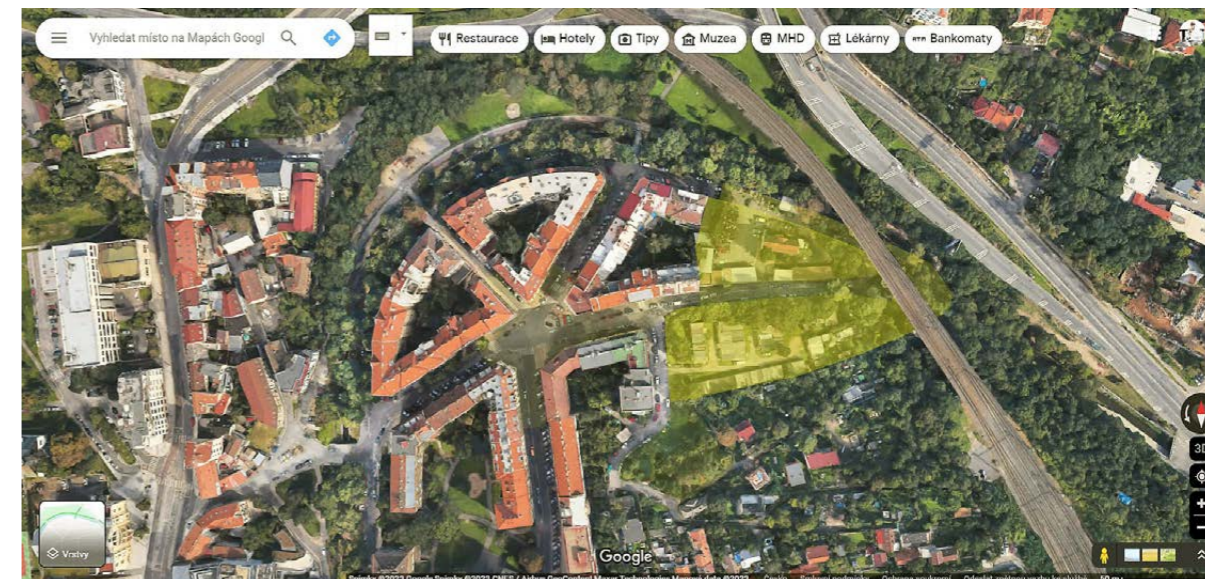 Vyhledat místo na Mapách Googl
Restaurace
Hotely
Tipy
Muzea
MHD
Lékárny
Bankomaty
3D
Vrstvy
Google